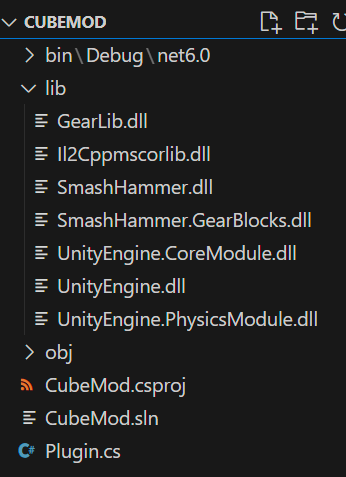 CUBEMOD
bin\Debug\net6.0
lib
GearLib.dll
Il2Cppmscorlib.dll
SmashHammer.dll
SmashHammer.GearBlocks.dll
UnityEngine.CoreModule.dll
UnityEngine.dll
UnityEngine.PhysicsModule.dll
obj
CubeMod.csproj
CubeMod.sln
C# Plugin.cs